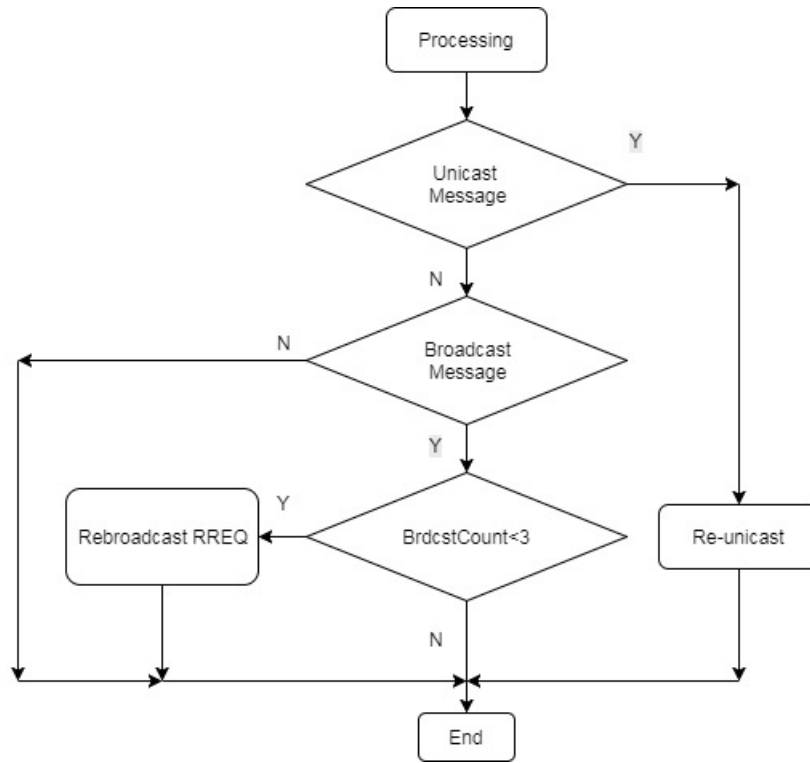 Processing
Y
Unicast
Message
N
N
Broadcast
Message
Y
Y
Rebroadcast RREQ
BrdcstCount<3
Re-unicast
N
End